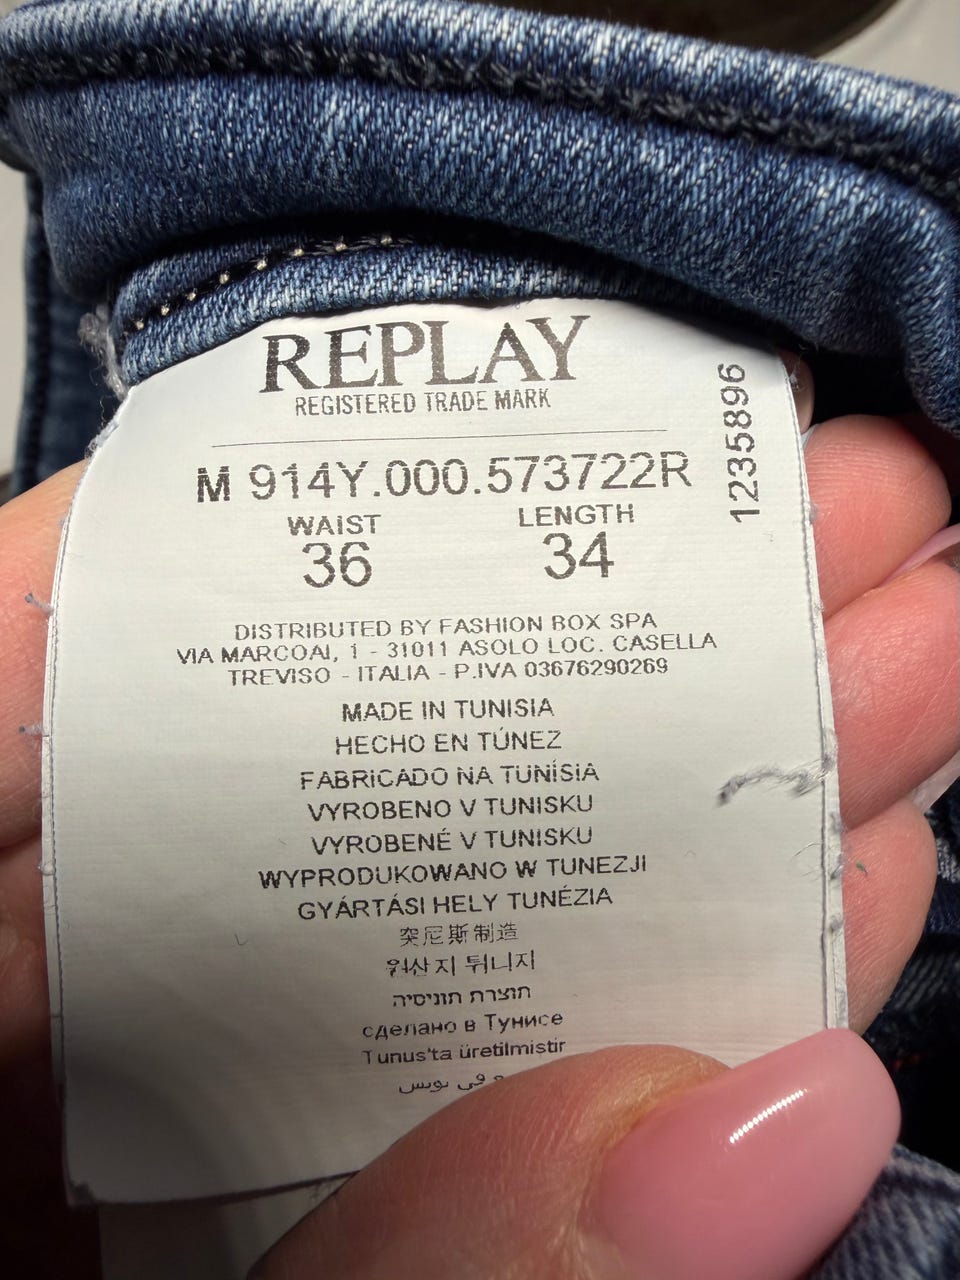 REPLAY
REGISTERED TRADE MARK
1235896
M 914Y.000.573722R
WAIST LENGTH
36 34
DISTRIBUTED BY FASHION BOX SPA
VIA MARCOAI, 1 - 31011 ASOLO LOC. CASELLA
TREVISO - ITALIA - P.IVA 03676290269
MADE IN TUNISIA
HECHO EN TÚNEZ
FABRICADO NA TUNÍSIA
VYROBENO V TUNISKU
VYROBENÉ V TUNISKU
WYPRODUKOWANO W TUNEZJI
GYÁRTÁSI HELY TUNÉZIA
突尼斯制造
원산지 튀니지
תוצרת תוניסיה
сделано в Тунисе
Tunus'ta üretilmistir
في تونس